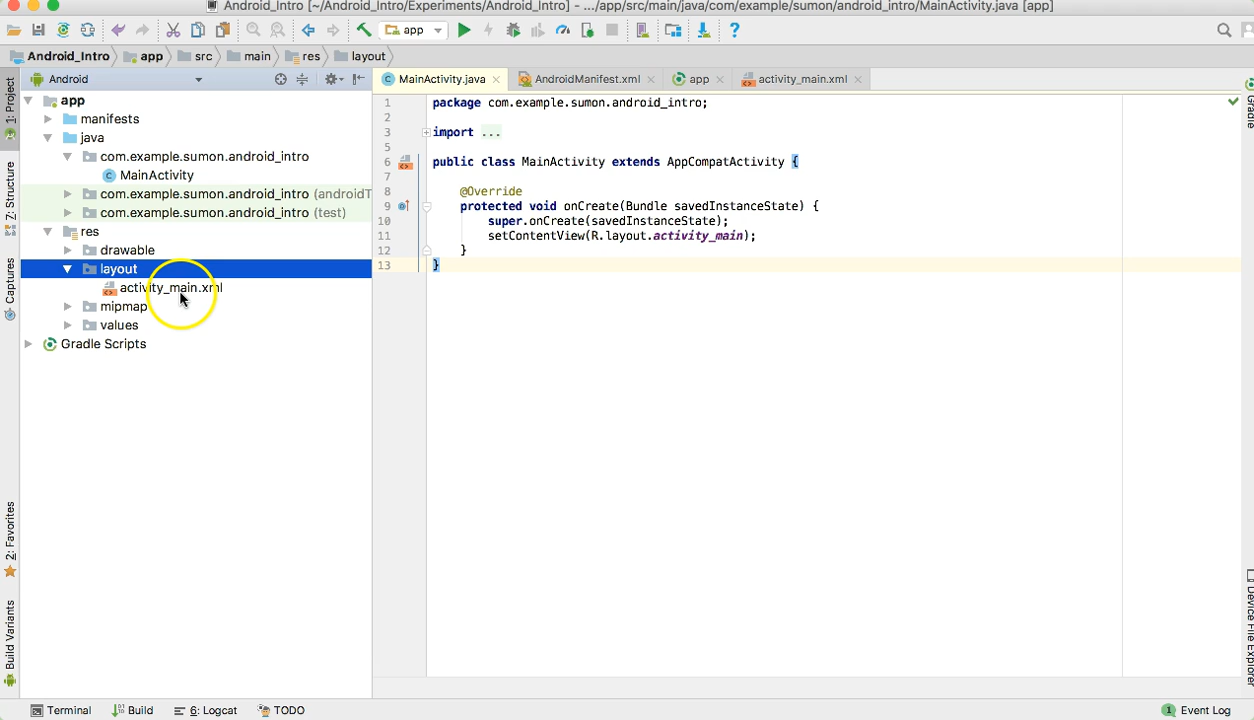 Android_Intro [~/Android_Intro/Experiments/Android_Intro] - .../app/src/main/java/com/example/sumon/android_intro/MainActivity.java [app]
app
Android_Intro app src main res layout
1: Project
Z: Structure
Captures
2: Favorites
Build Variants
Android
app
manifests
java
com.example.sumon.android_intro
MainActivity
com.example.sumon.android_intro (androidT
com.example.sumon.android_intro (test)
res
drawable
layout
activity_main.xml
mipmap
values
Gradle Scripts
MainActivity.java AndroidManifest.xml app activity_main.xml
1 package com.example.sumon.android_intro;
2
3 import ...
5
6 public class MainActivity extends AppCompatActivity {
7
8 @Override
9 protected void onCreate(Bundle savedInstanceState) {
10 super.onCreate(savedInstanceState);
11 setContentView(R.layout.activity_main);
12 }
13 }
Gradle
Device File Explorer
Terminal Build 6: Logcat TODO 1 Event Log